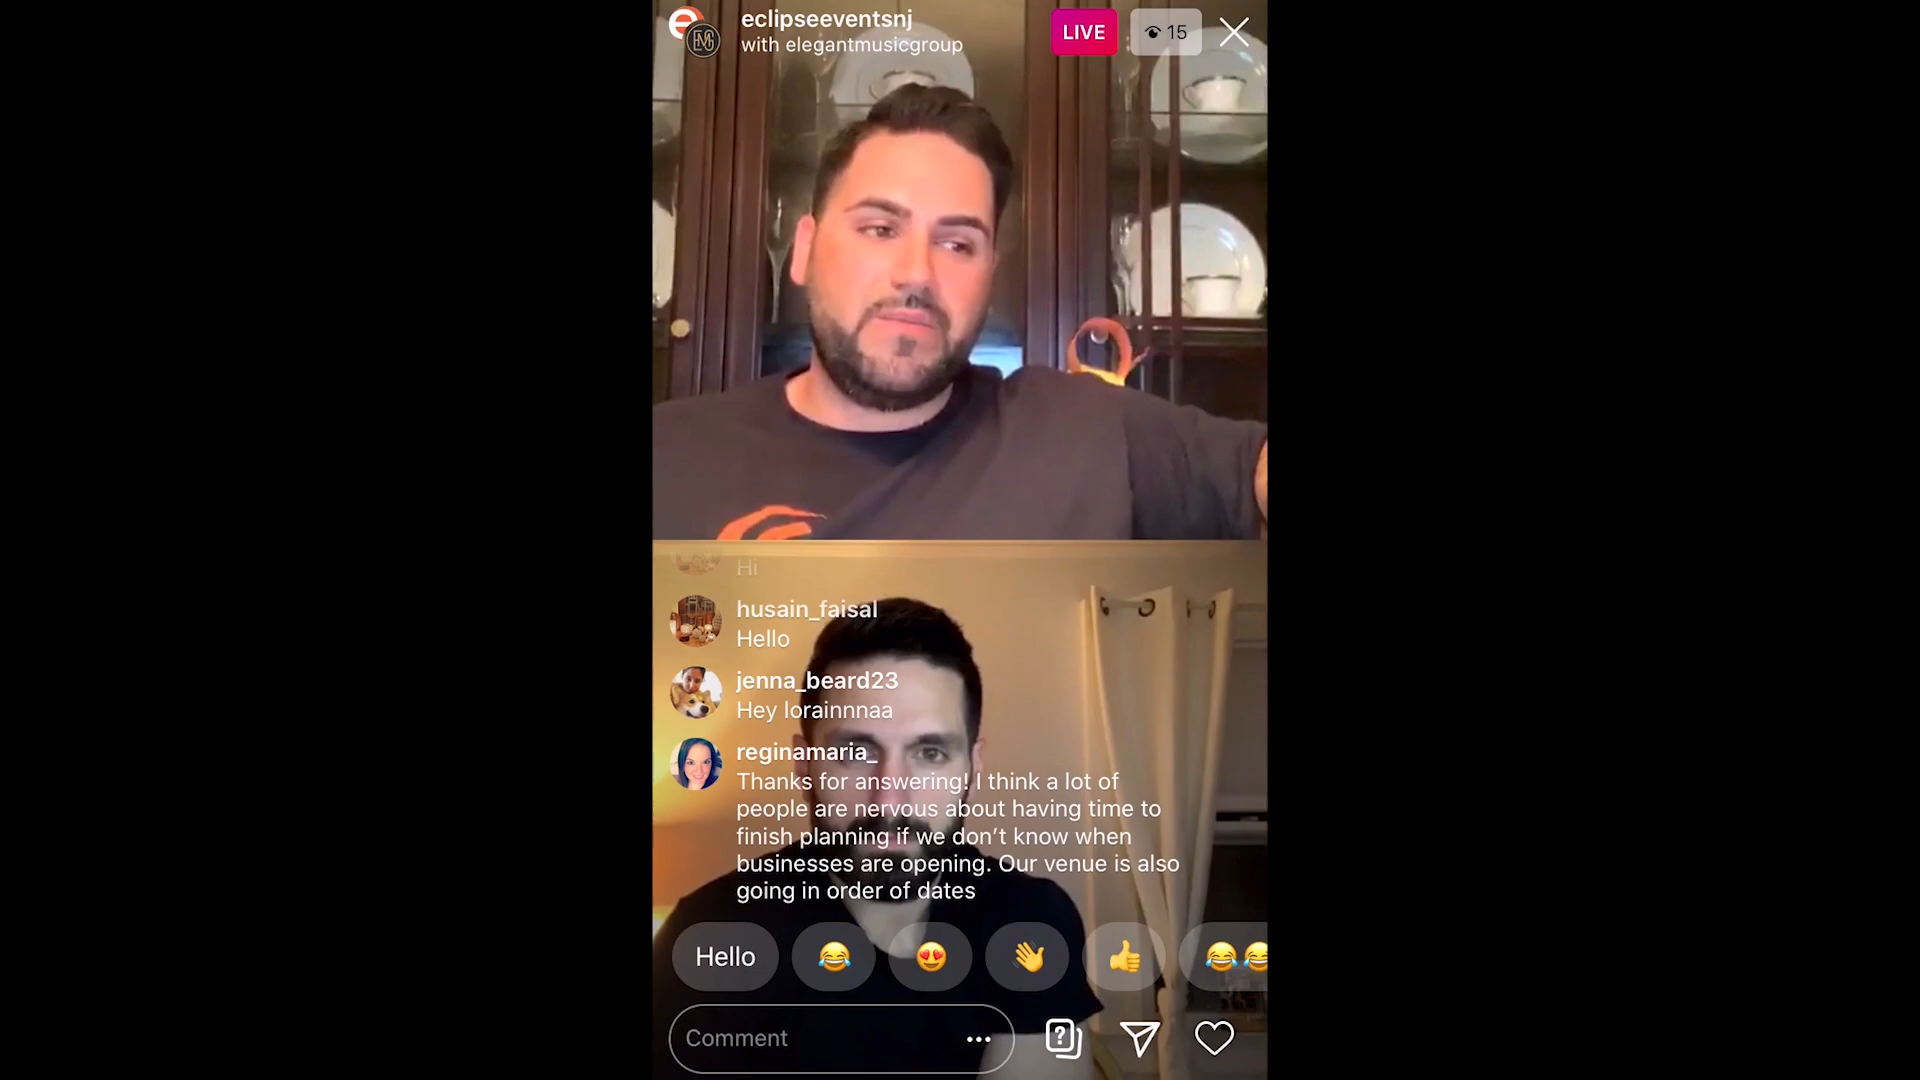 eclipseeventsnj
with elegantmusicgroup
LIVE
15
EMG
Hi
husain_faisal
Hello
jenna_beard23
Hey lorainnnaa
reginamaria_
Thanks for answering! I think a lot of
people are nervous about having time to
finish planning if we don’t know when
businesses are opening. Our venue is also
going in order of dates
Hello
Comment